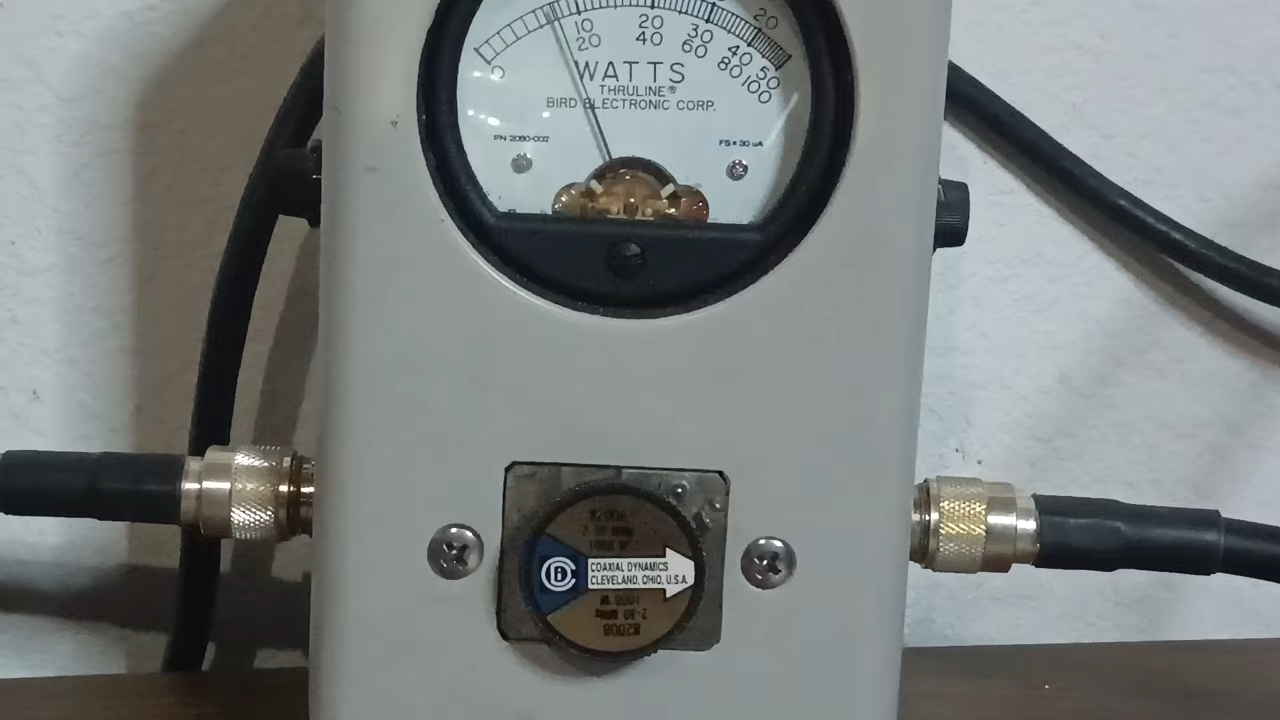 20
10 20 30 40 50
0 20 40 60 80 100
WATTS
THRULINE®
BIRD ELECTRONIC CORP.
PN 2080-002
FS = 30 uA
COAXIAL DYNAMICS
CLEVELAND, OHIO, U.S.A.
1000 W
2-30 MHz
82008